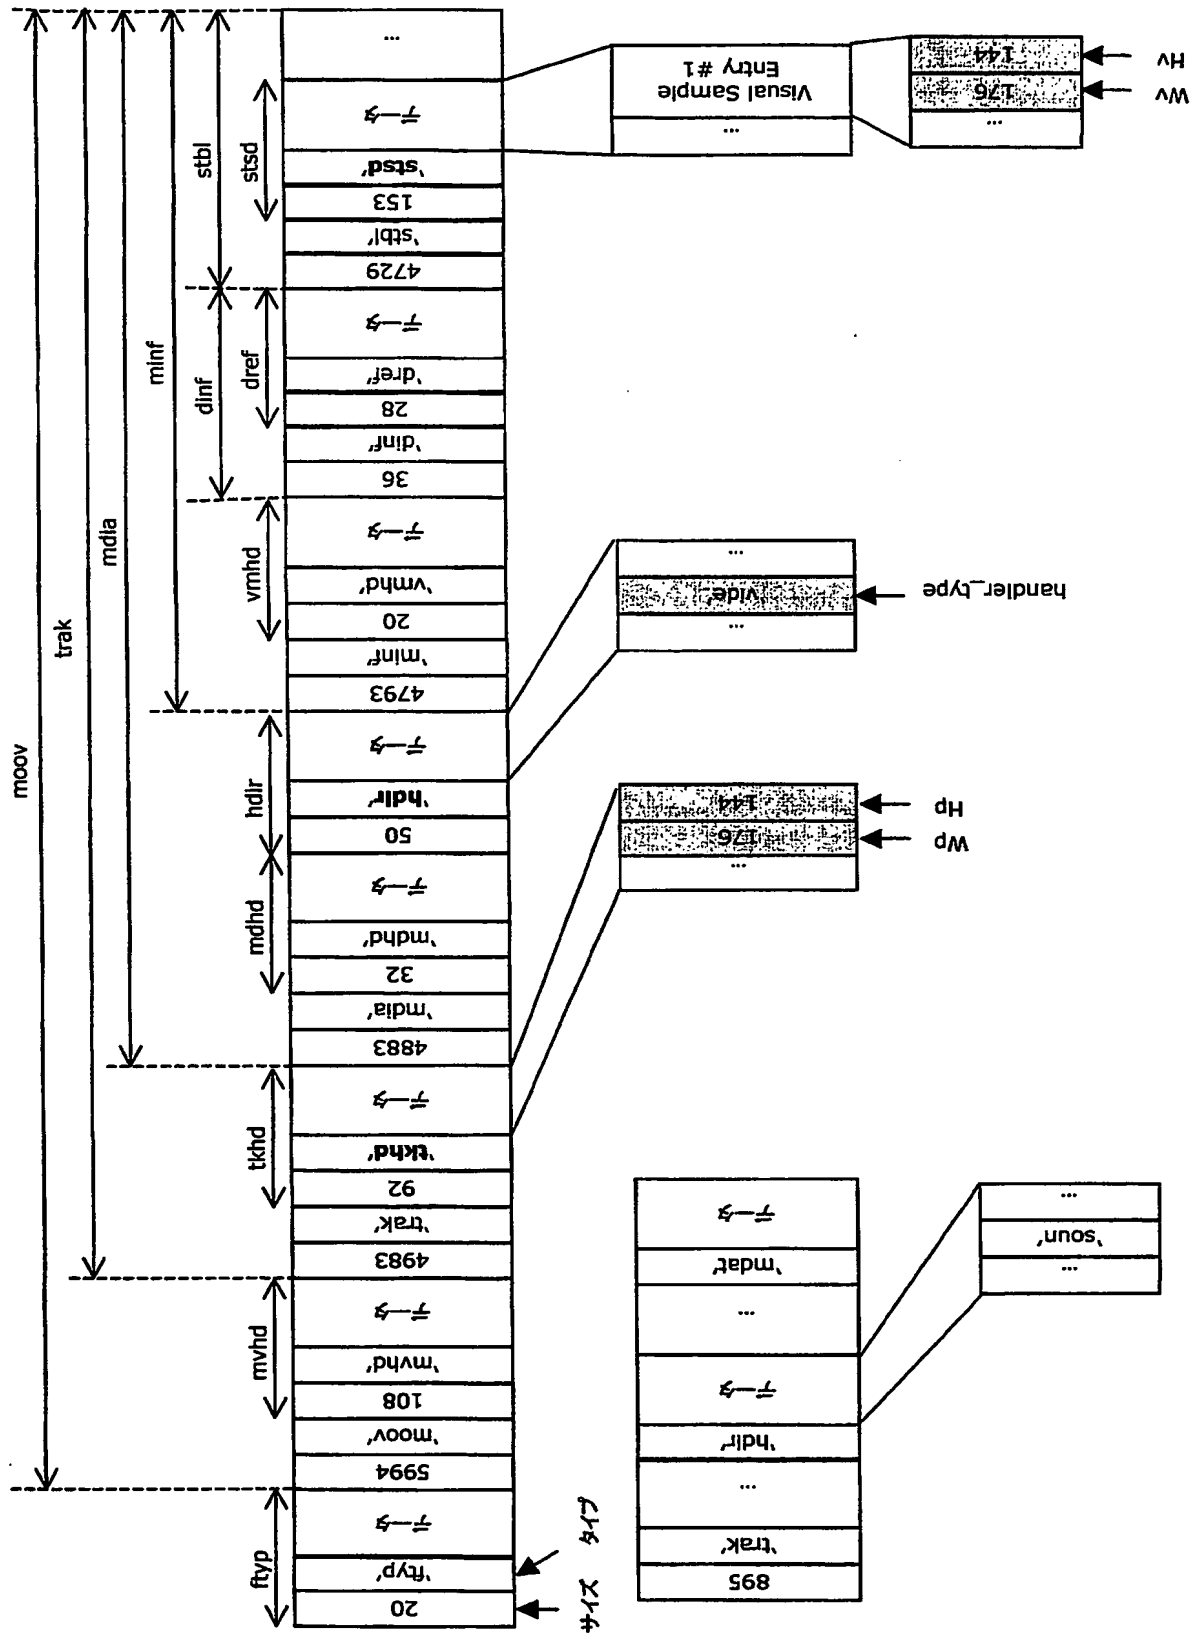 サイズ
タイプ
20
'ftyp'
データ
5994
'moov'
108
'mvhd'
データ
4983
'trak'
92
'tkhd'
データ
4883
'mdia'
32
'mdhd'
データ
50
'hdlr'
データ
4793
'minf'
20
'vmhd'
データ
36
'dinf'
28
'dref'
データ
4729
'stbl'
153
'stsd'
データ
...
ftyp
mvhd
tkhd
mdhd
hdlr
vmhd
dref
dinf
stsd
stbl
minf
mdia
trak
moov
...
176
144
Wp
Hp
...
vide'
...
handler_type
...
Visual Sample
Entry #1
...
176
144
Wv
Hv
895
'trak'
...
'hdlr'
データ
...
'mdat'
データ
...
'soun'
...